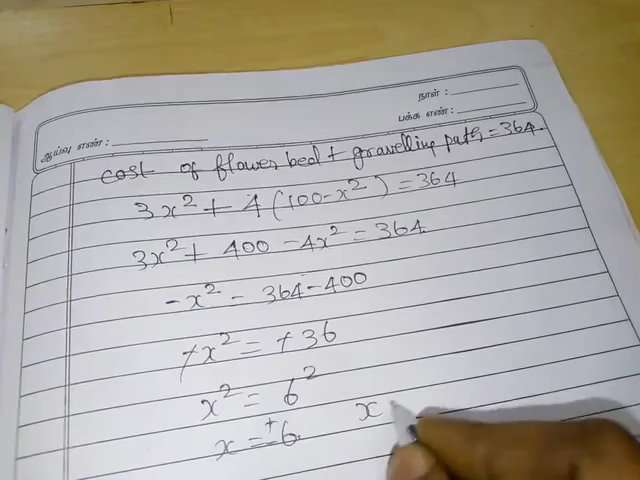 நாள் :
பக்க எண் :
ஆய்வு எண் :
cost of flower bed + gravelling path = 364.
3x² + 4 (100-x²) = 364
3x² + 400 - 4x² = 364.
-x² = 364-400
+x² = +36
x² = 6²
x = ±6. x